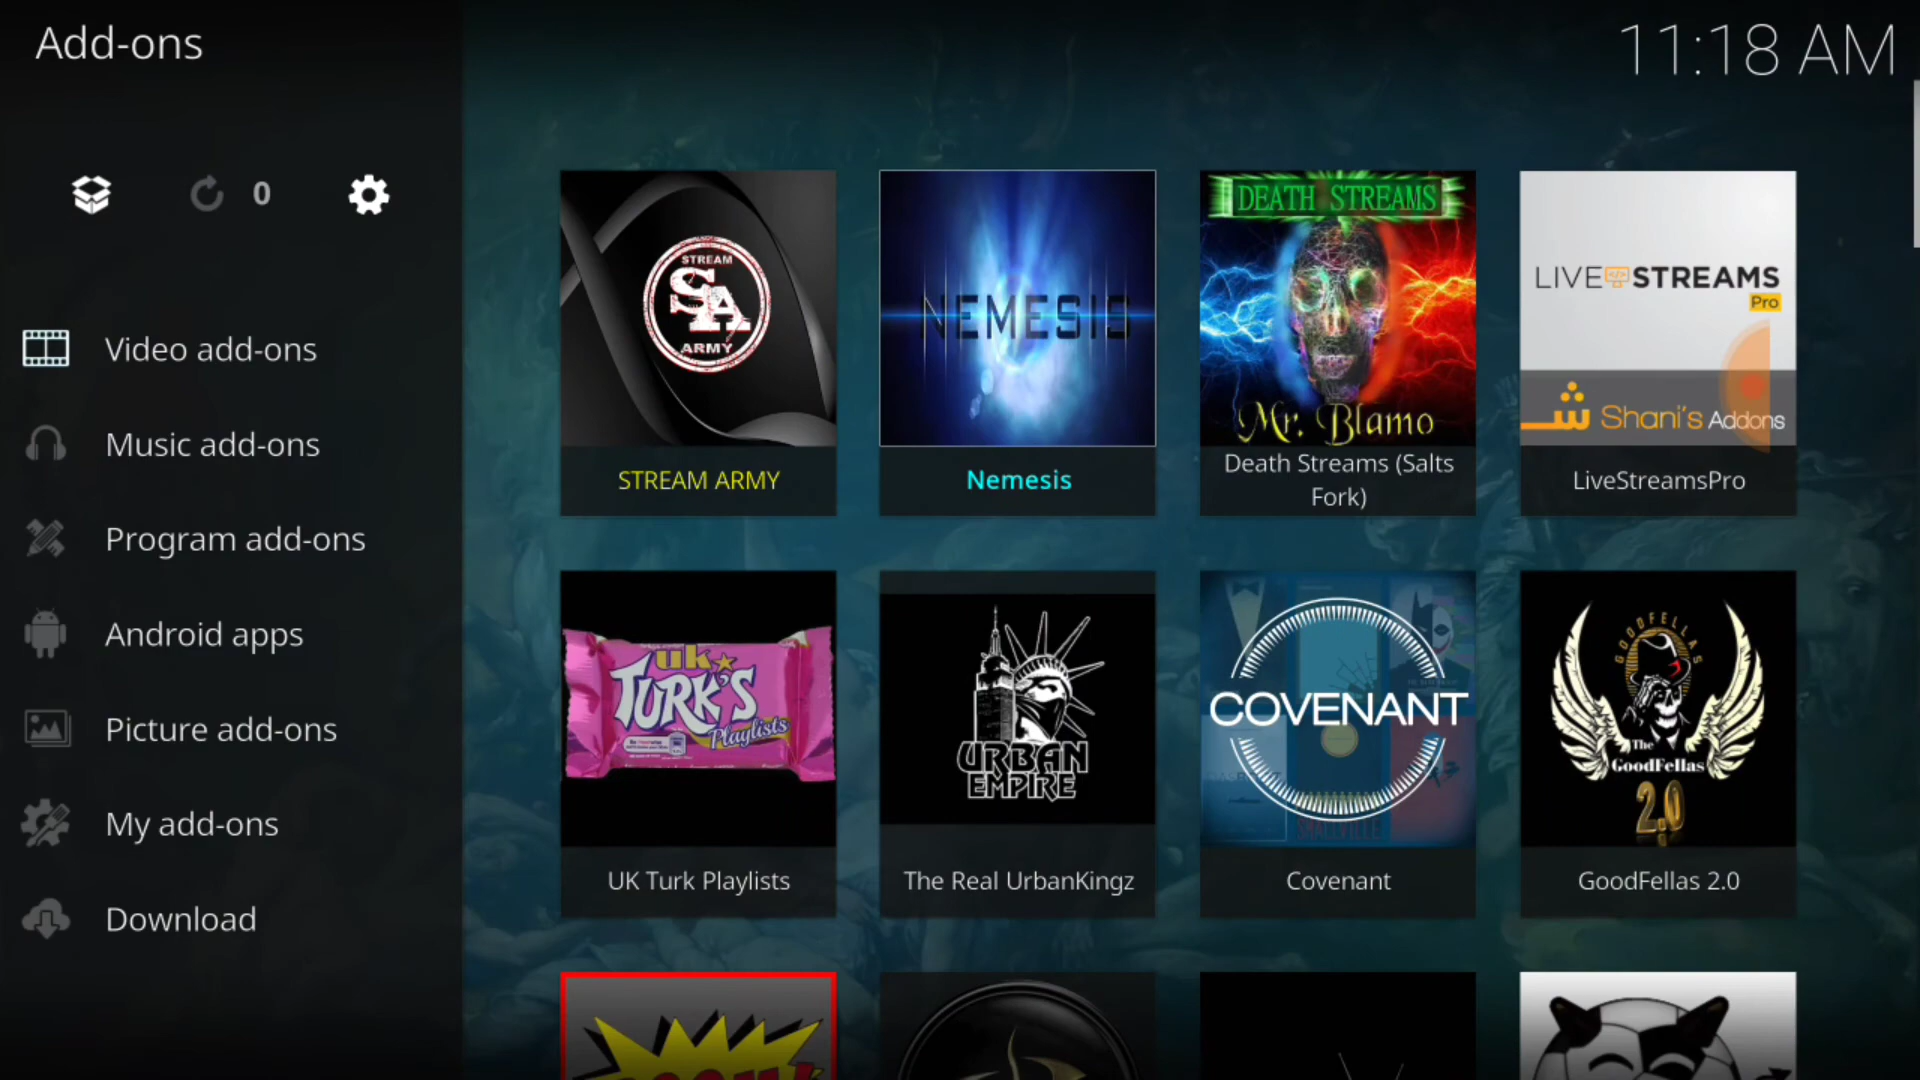 Add-ons
11:18 AM
0
Video add-ons
Music add-ons
Program add-ons
Android apps
Picture add-ons
My add-ons
Download
STREAM
SA
ARMY
STREAM ARMY
NEMESIS
Nemesis
DEATH STREAMS
Mr. Blamo
Death Streams (Salts
Fork)
LIVE STREAMS
Pro
Shani's Addons
LiveStreamsPro
uk
TURK'S
Playlists
UK Turk Playlists
URBAN
EMPIRE
The Real UrbanKingz
COVENANT
Covenant
GOODFELLAS
The
GoodFellas
2.0
GoodFellas 2.0